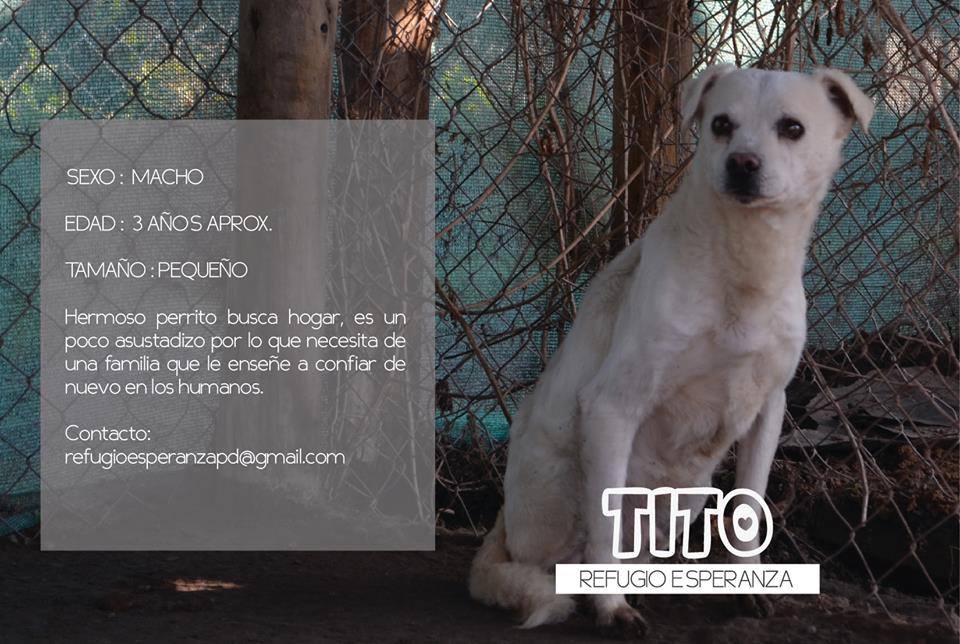 SEXO : MACHO
EDAD : 3 AÑOS APROX.
TAMAÑO : PEQUEÑO
Hermoso perrito busca hogar, es un
poco asustadizo por lo que necesita de
una familia que le enseñe a confiar de
nuevo en los humanos.
Contacto:
refugioesperanzapd@gmail.com
TITO
REFUGIO ESPERANZA